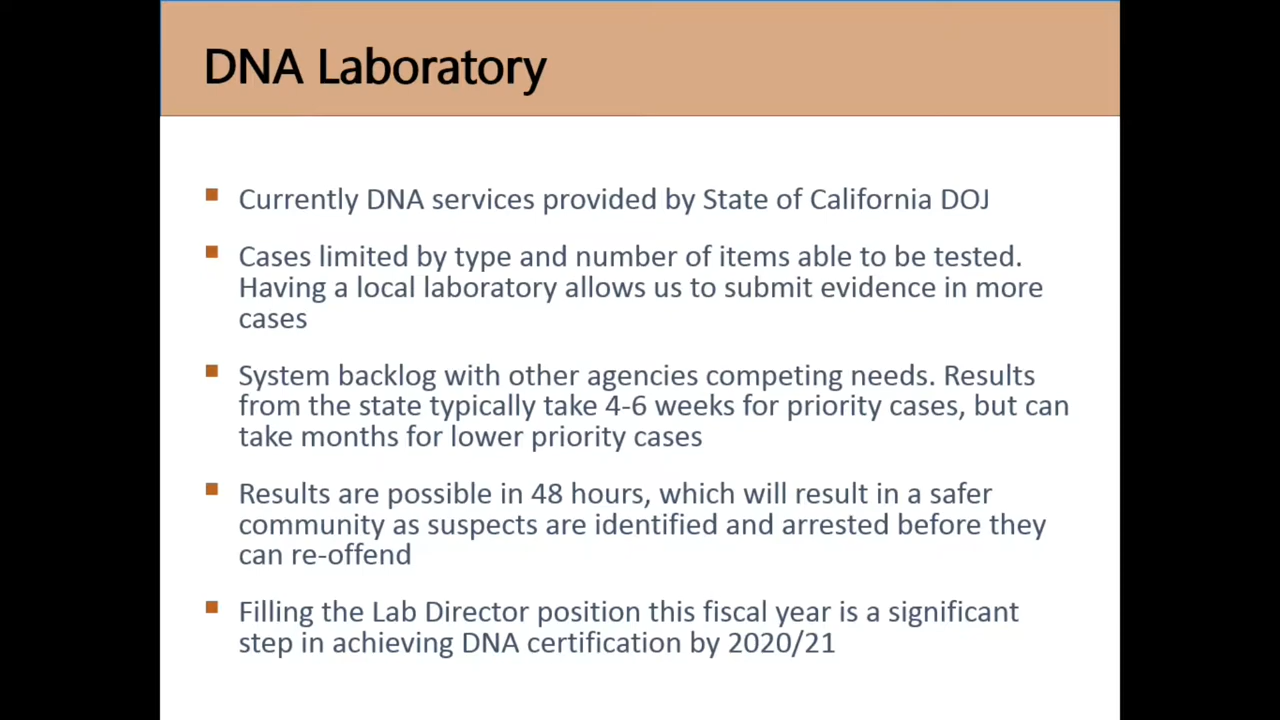 DNA Laboratory
Currently DNA services provided by State of California DOJ
Cases limited by type and number of items able to be tested.
Having a local laboratory allows us to submit evidence in more
cases
System backlog with other agencies competing needs. Results
from the state typically take 4-6 weeks for priority cases, but can
take months for lower priority cases
Results are possible in 48 hours, which will result in a safer
community as suspects are identified and arrested before they
can re-offend
Filling the Lab Director position this fiscal year is a significant
step in achieving DNA certification by 2020/21